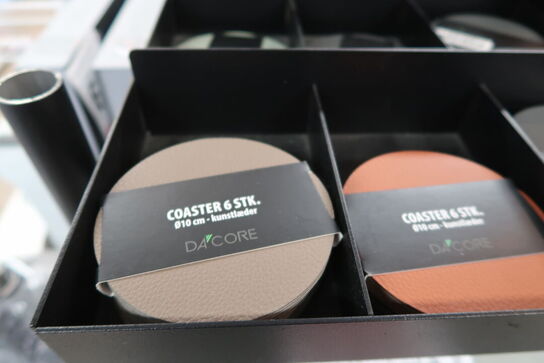 COASTER 6 STK.
Ø10 cm - kunstlæder
DA'CORE
COASTER 6 STK.
Ø10 cm - kunstlæder
DA'CORE